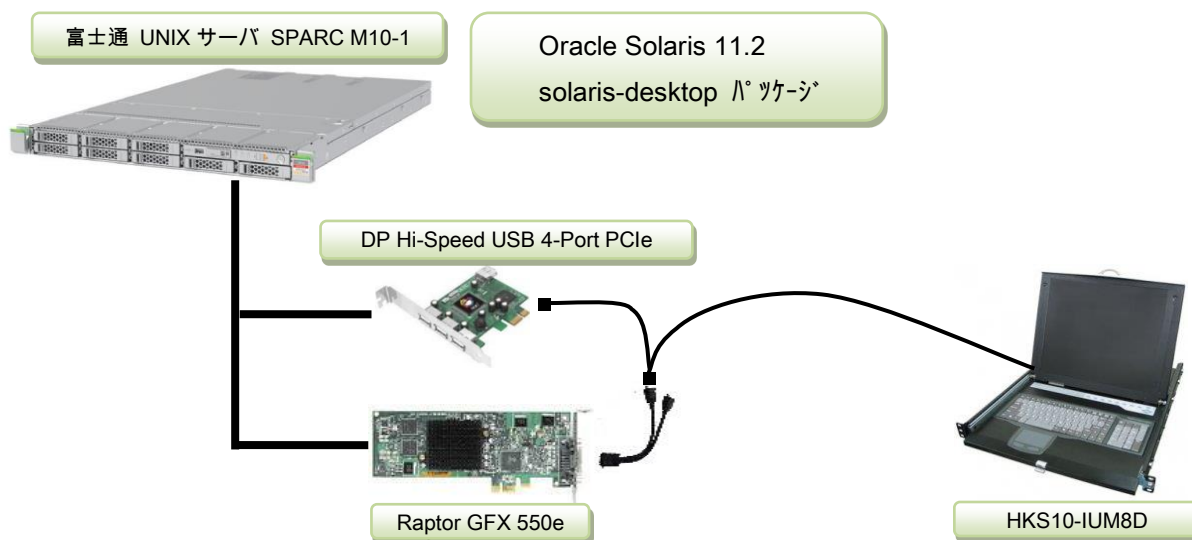 富士通 UNIX サーバ SPARC M10-1
Oracle Solaris 11.2
solaris-desktop ﾊﾟｯｹｰｼﾞ
DP Hi-Speed USB 4-Port PCIe
Raptor GFX 550e
HKS10-IUM8D